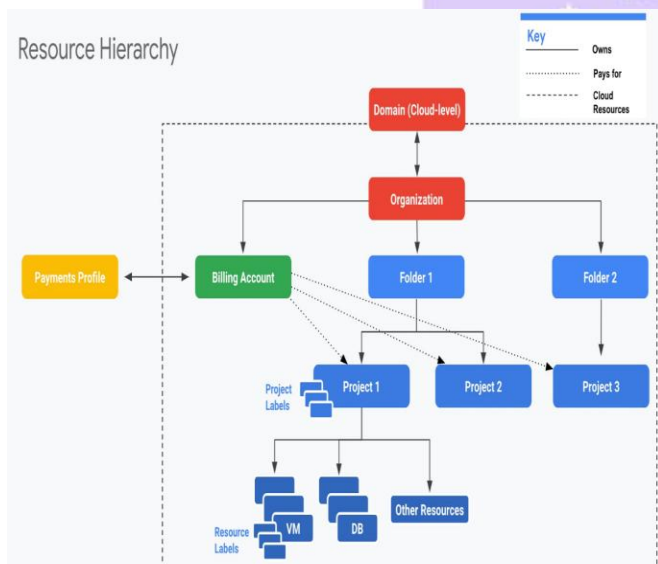 Resource Hierarchy
Key
Owns
Pays for
Cloud
Resources
Domain (Cloud-level)
Organization
Payments Profile
Billing Account
Folder 1
Folder 2
Project
Labels
Project 1
Project 2
Project 3
Resource
Labels
VM
DB
Other Resources